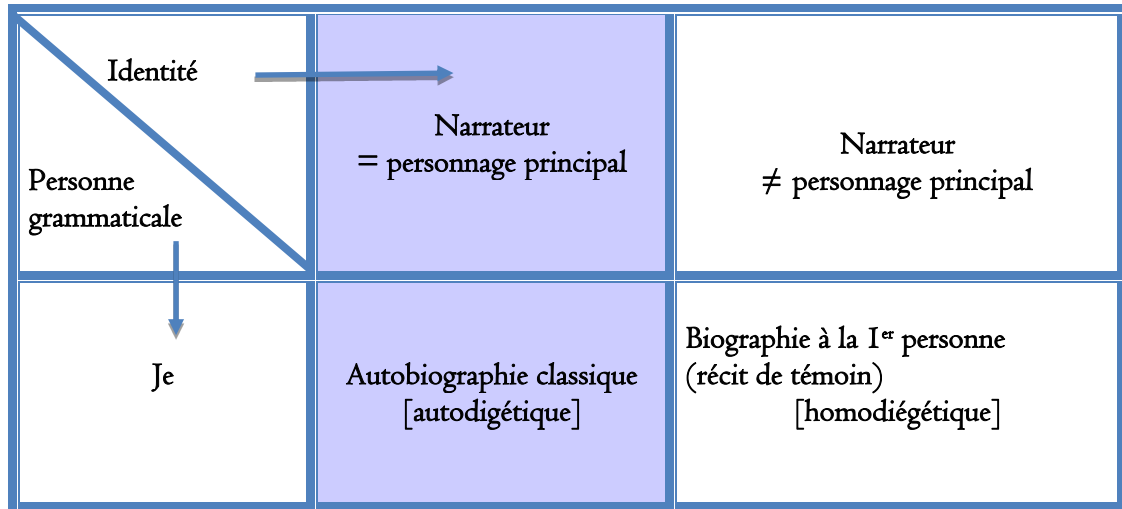 Identité
Personne
grammaticale
Narrateur
= personnage principal
Narrateur
≠ personnage principal
Je
Autobiographie classique
[autodigétique]
Biographie à la 1er personne
(récit de témoin)
[homodiégétique]